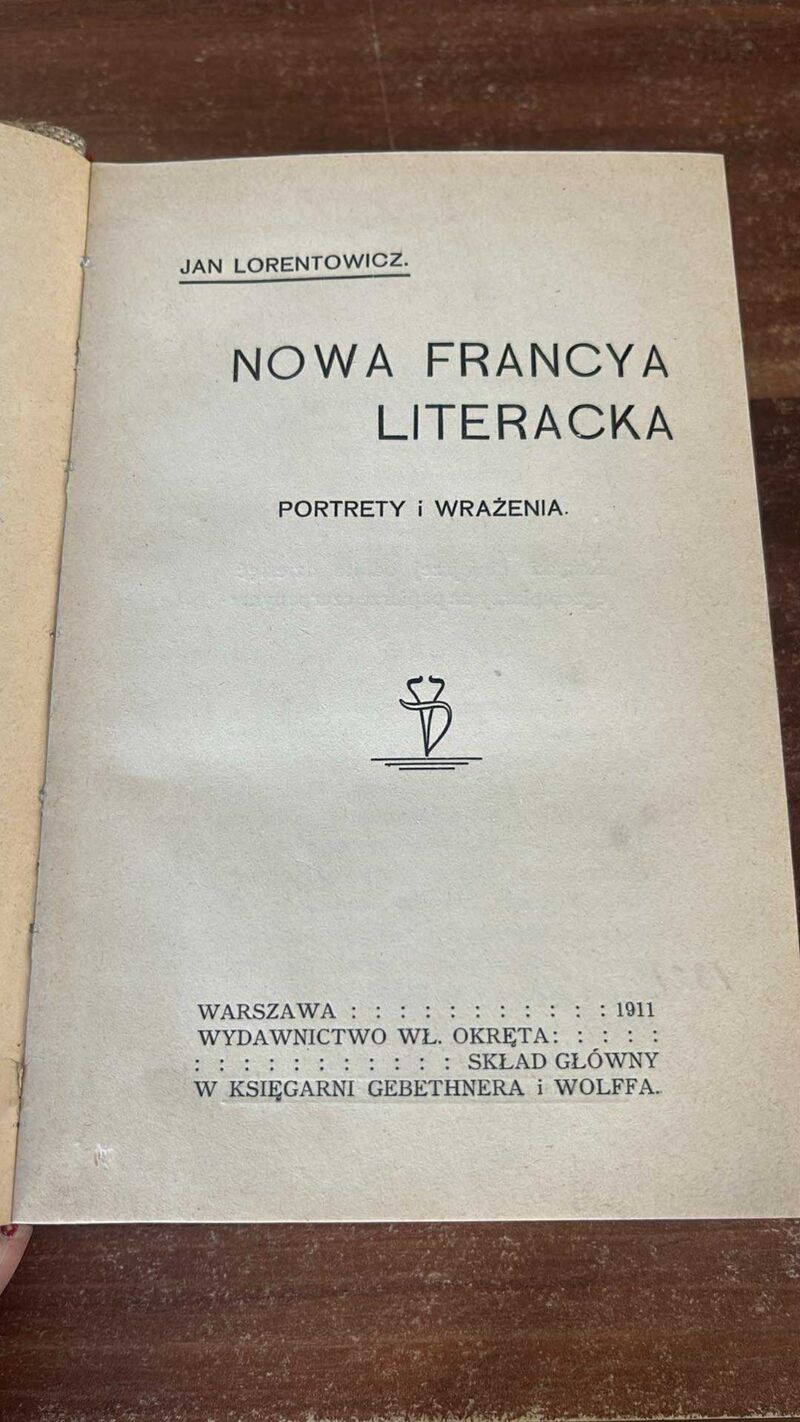 JAN LORENTOWICZ.
NOWA FRANCYA
LITERACKA
PORTRETY i WRAŻENIA.
WARSZAWA : : : : : : : : : : : 1911
WYDAWNICTWO WŁ. OKRĘTA: : : : :
: : : : : : : : : : : SKŁAD GŁÓWNY
W KSIĘGARNI GEBETHNERA i WOLFFA.